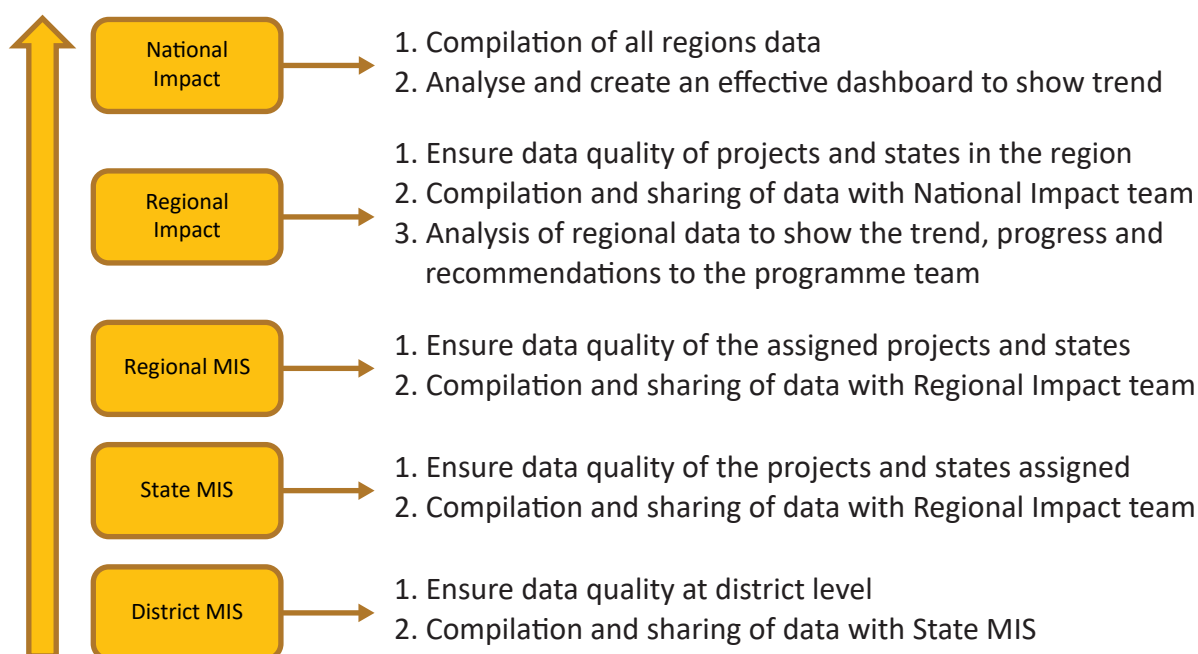 National
Impact
1. Compilation of all regions data
2. Analyse and create an effective dashboard to show trend
Regional
Impact
1. Ensure data quality of projects and states in the region
2. Compilation and sharing of data with National Impact team
3. Analysis of regional data to show the trend, progress and
recommendations to the programme team
Regional MIS
1. Ensure data quality of the assigned projects and states
2. Compilation and sharing of data with Regional Impact team
State MIS
1. Ensure data quality of the projects and states assigned
2. Compilation and sharing of data with Regional Impact team
District MIS
1. Ensure data quality at district level
2. Compilation and sharing of data with State MIS